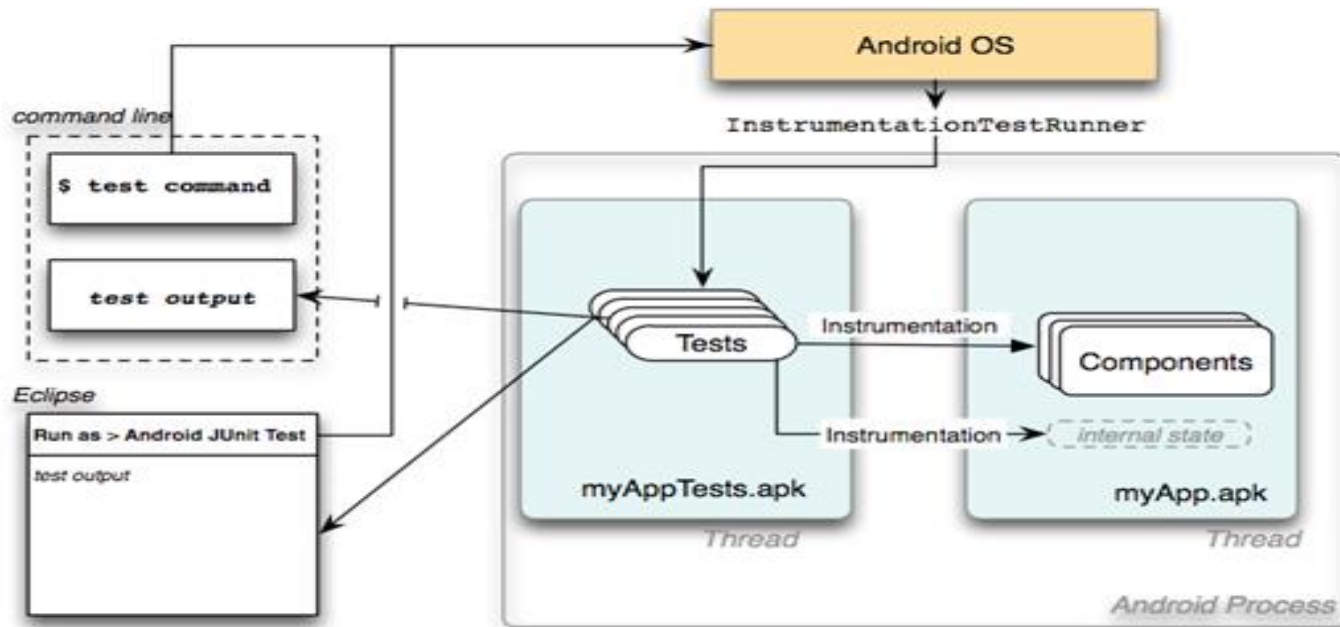 Android OS
command line
InstrumentationTestRunner
$ test command
test output
Instrumentation
Tests
Components
Eclipse
Run as > Android JUnit Test
Instrumentation
internal state
test output
myAppTests.apk
myApp.apk
Thread
Thread
Android Process